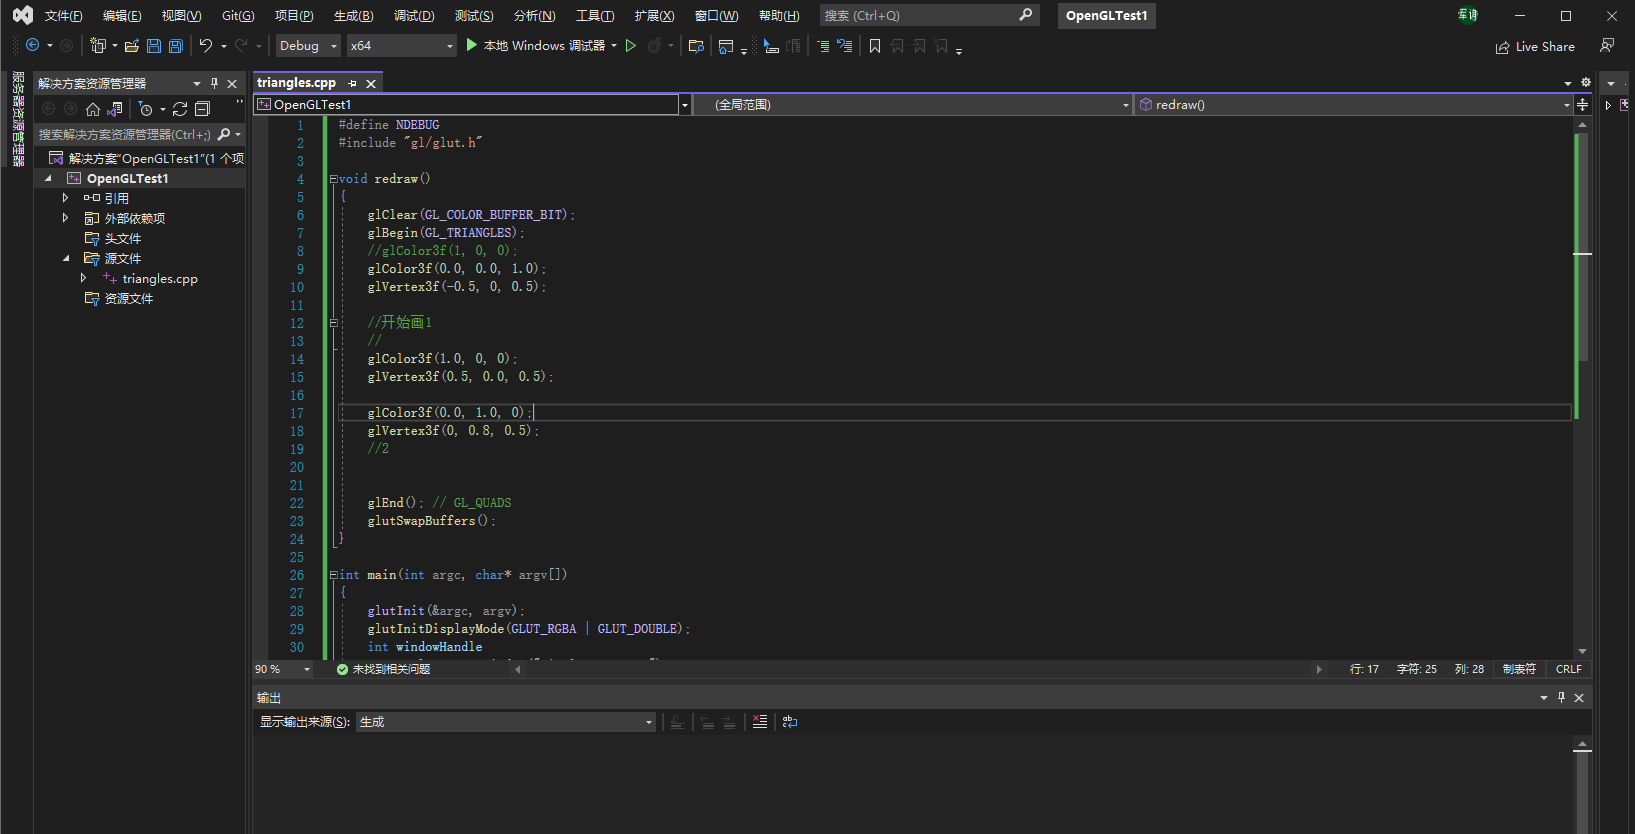 文件(F) 编辑(E) 视图(V) Git(G) 项目(P) 生成(B) 调试(D) 测试(S) 分析(N) 工具(T) 扩展(X) 窗口(W) 帮助(H) 搜索 (Ctrl+Q) OpenGLTest1
Debug x64 本地 Windows 调试器 Live Share
服务器资源管理器
解决方案资源管理器
搜索解决方案资源管理器(Ctrl+;)
解决方案"OpenGLTest1"(1 个项
OpenGLTest1
引用
外部依赖项
头文件
源文件
triangles.cpp
资源文件
triangles.cpp
OpenGLTest1 (全局范围) redraw()
1 #define NDEBUG
2 #include "gl/glut.h"
3
4 void redraw()
5 {
6 glClear(GL_COLOR_BUFFER_BIT);
7 glBegin(GL_TRIANGLES);
8 //glColor3f(1, 0, 0);
9 glColor3f(0.0, 0.0, 1.0);
10 glVertex3f(-0.5, 0, 0.5);
11
12 //开始画1
13 //
14 glColor3f(1.0, 0, 0);
15 glVertex3f(0.5, 0.0, 0.5);
16
17 glColor3f(0.0, 1.0, 0);
18 glVertex3f(0, 0.8, 0.5);
19 //2
20
21
22 glEnd(); // GL_QUADS
23 glutSwapBuffers();
24 }
25
26 int main(int argc, char* argv[])
27 {
28 glutInit(&argc, argv);
29 glutInitDisplayMode(GLUT_RGBA | GLUT_DOUBLE);
30 int windowHandle
90 % 未找到相关问题 行: 17 字符: 25 列: 28 制表符 CRLF
输出
显示输出来源(S): 生成